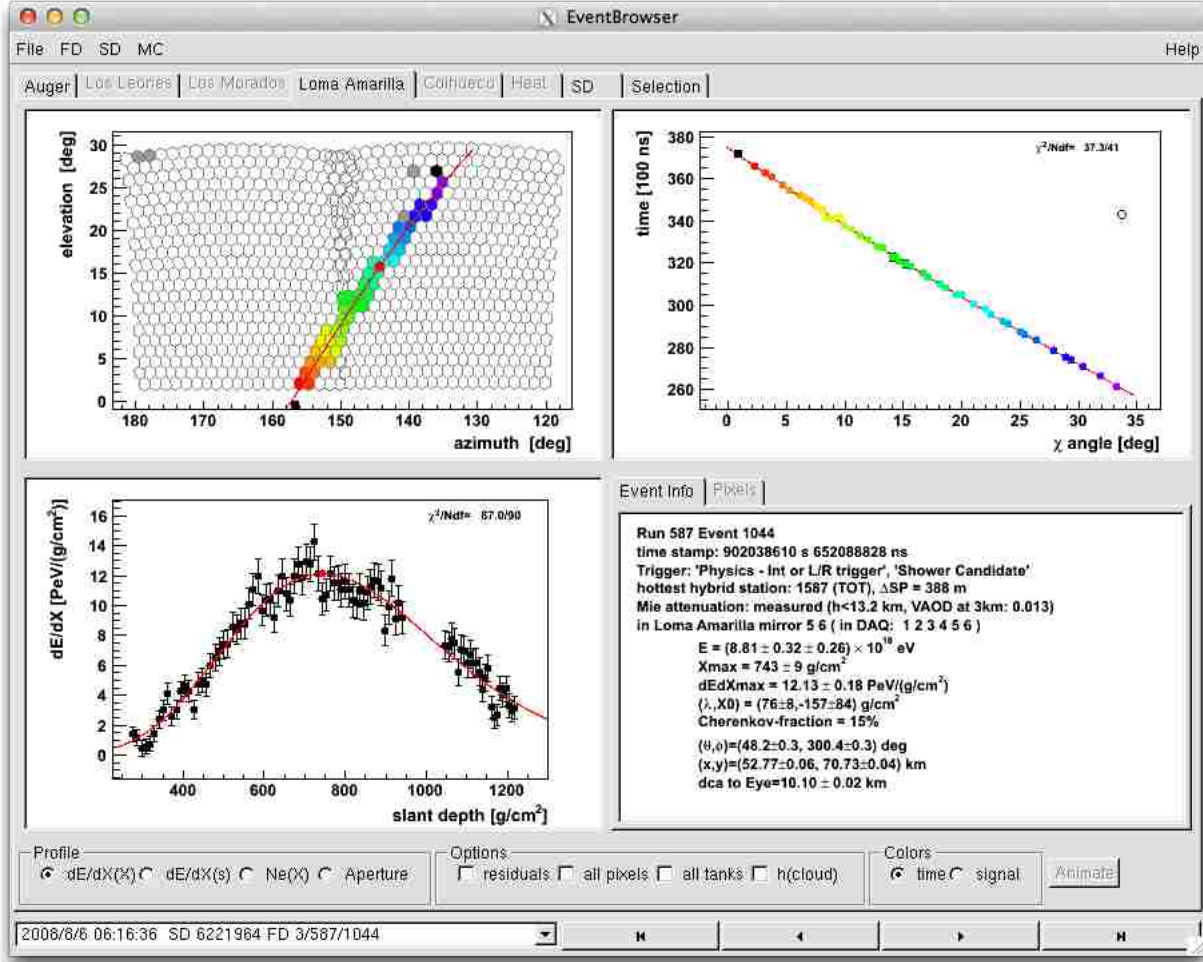 EventBrowser
File FD SD MC Help
Auger Los Leones Los Morados Loma Amarilla Coihueco Heat SD Selection
elevation [deg]
30
25
20
15
10
5
0
180 170 160 150 140 130 120
azimuth [deg]
time [100 ns]
380
360
340
320
300
280
260
χ²/Ndf= 37.3/41
0 5 10 15 20 25 30 35
χ angle [deg]
dE/dX [PeV/(g/cm²)]
16
14
12
10
8
6
4
2
0
χ²/Ndf= 67.0/90
400 600 800 1000 1200
slant depth [g/cm²]
Event Info Pixels
Run 587 Event 1044
time stamp: 902038610 s 652088828 ns
Trigger: 'Physics - Int or L/R trigger', 'Shower Candidate'
hottest hybrid station: 1587 (TOT), ΔSP = 388 m
Mie attenuation: measured (h<13.2 km, VAOD at 3km: 0.013)
in Loma Amarilla mirror 5 6 ( in DAQ: 1 2 3 4 5 6 )
E = (8.81 ± 0.32 ± 0.26) × 10¹⁸ eV
Xmax = 743 ± 9 g/cm²
dEdXmax = 12.13 ± 0.18 PeV/(g/cm²)
(λ,X0) = (76±8,-157±84) g/cm²
Cherenkov-fraction = 15%
(θ,φ)=(48.2±0.3, 300.4±0.3) deg
(x,y)=(52.77±0.06, 70.73±0.04) km
dca to Eye=10.10 ± 0.02 km
Profile
dE/dX(X) dE/dX(s) Ne(X) Aperture
Options
residuals all pixels all tanks h(cloud)
Colors
time signal
Animate
2008/8/6 06:16:36 SD 6221964 FD 3/587/1044